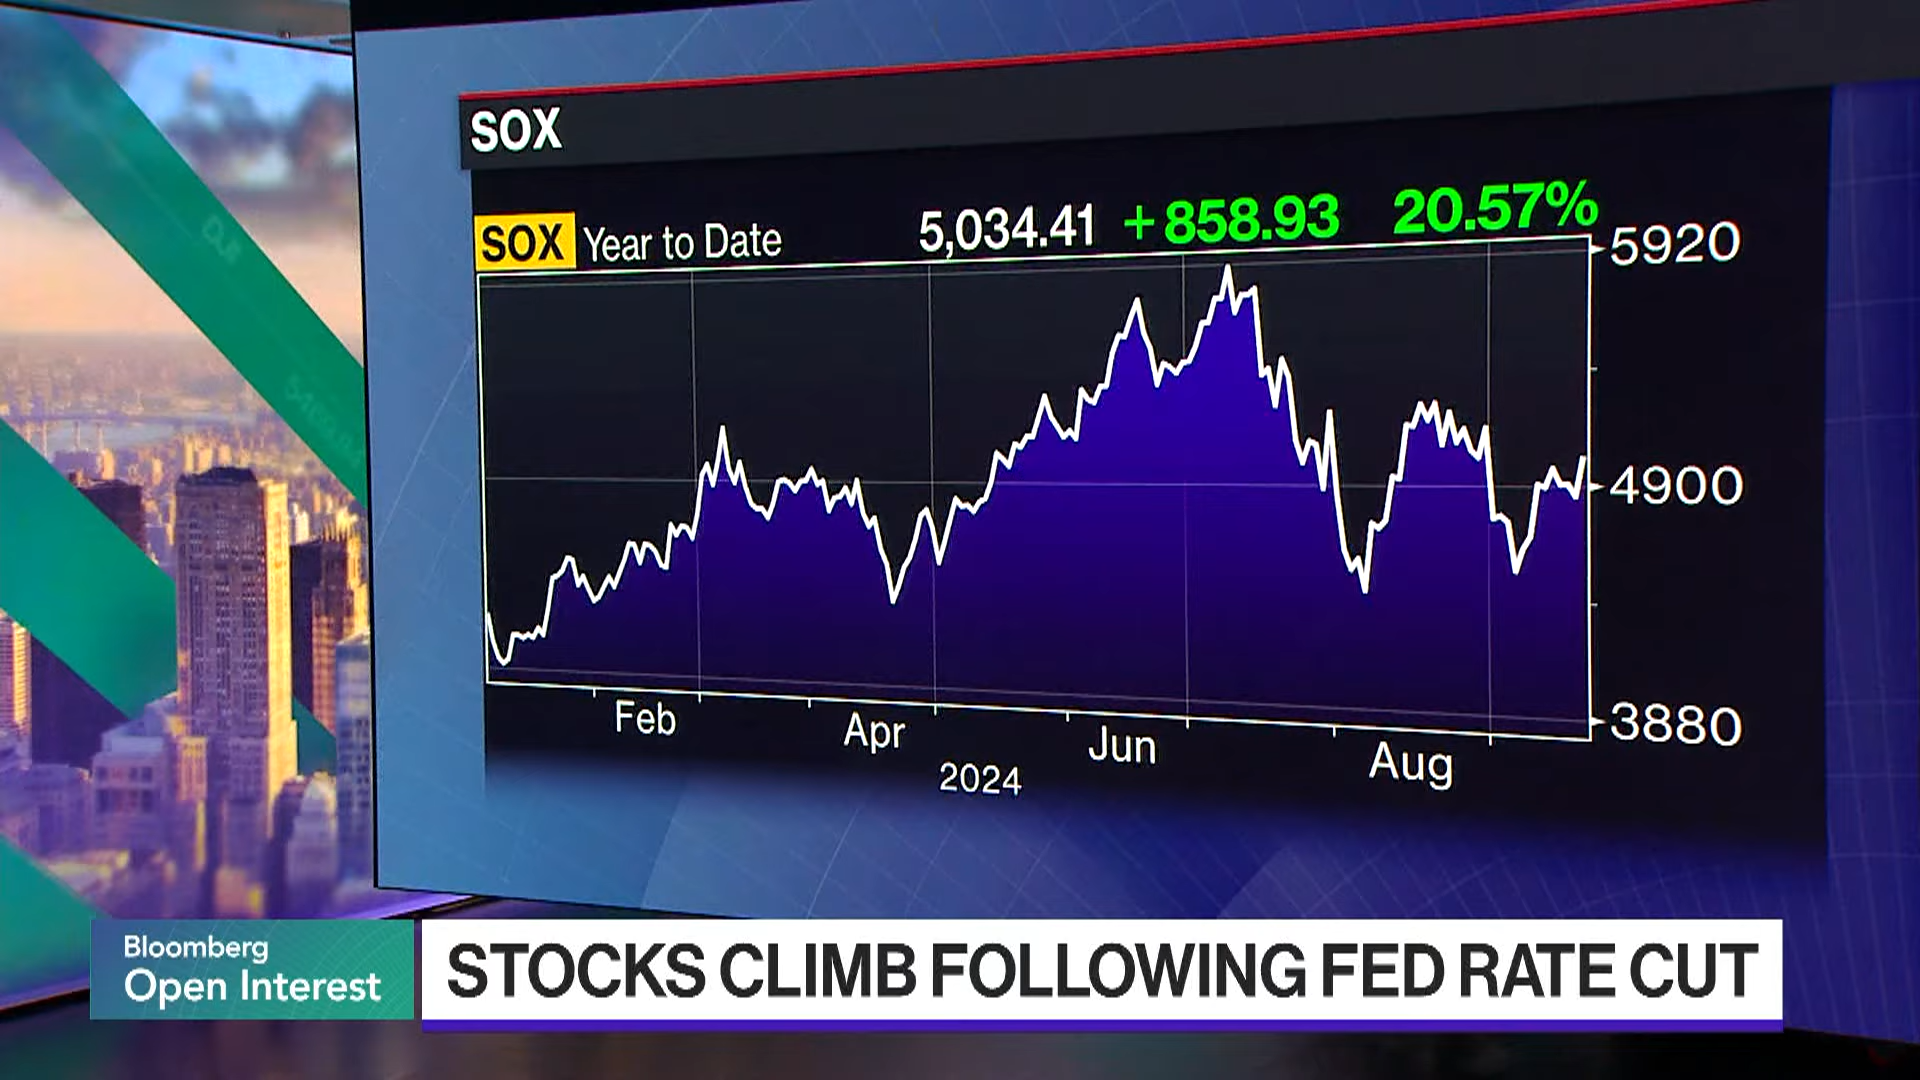 SOX
SOX Year to Date 5,034.41 +858.93 20.57%
5920
4900
3880
Feb Apr Jun Aug
2024
Bloomberg
Open Interest
STOCKS CLIMB FOLLOWING FED RATE CUT